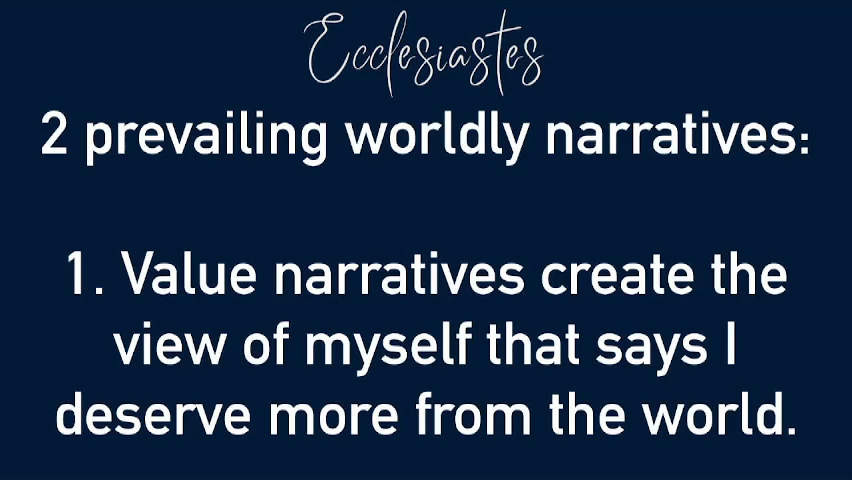 Ecclesiastes
2 prevailing worldly narratives:
1. Value narratives create the
view of myself that says I
deserve more from the world.